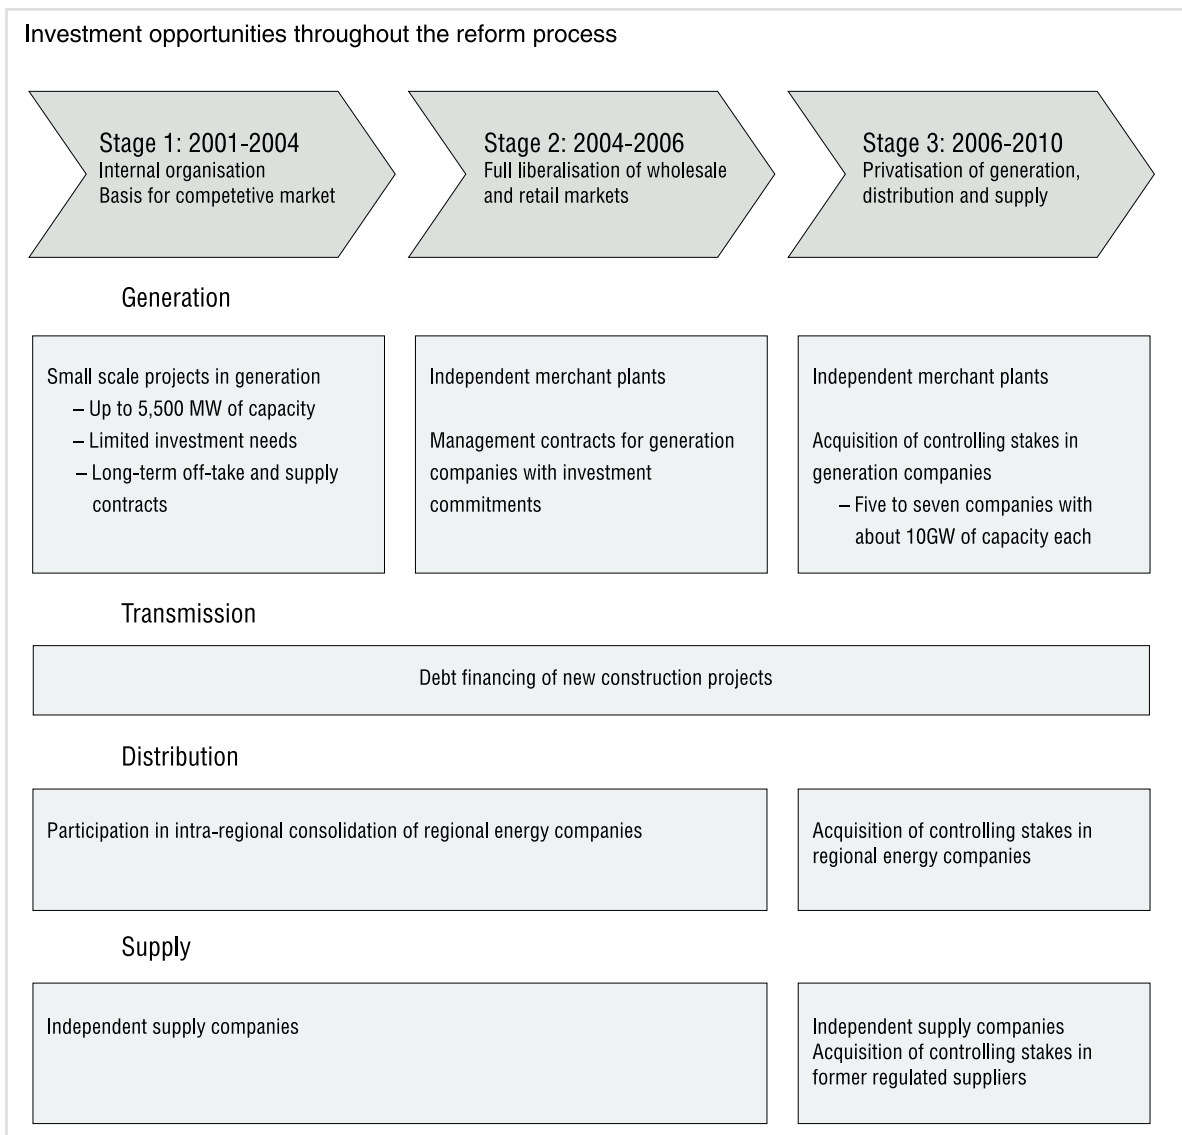 Investment opportunities throughout the reform process
Stage 1: 2001-2004
Internal organisation
Basis for competetive market
Stage 2: 2004-2006
Full liberalisation of wholesale
and retail markets
Stage 3: 2006-2010
Privatisation of generation,
distribution and supply
Generation
Small scale projects in generation
– Up to 5,500 MW of capacity
– Limited investment needs
– Long-term off-take and supply
contracts
Independent merchant plants
Management contracts for generation
companies with investment
commitments
Independent merchant plants
Acquisition of controlling stakes in
generation companies
– Five to seven companies with
about 10GW of capacity each
Transmission
Debt financing of new construction projects
Distribution
Participation in intra-regional consolidation of regional energy companies
Acquisition of controlling stakes in
regional energy companies
Supply
Independent supply companies
Independent supply companies
Acquisition of controlling stakes in
former regulated suppliers